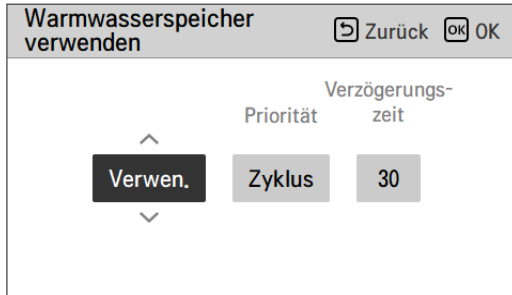 Warmwasserspeicher
verwenden
Zurück OK OK
Verzögerungs-
Priorität zeit
Verwen. Zyklus 30